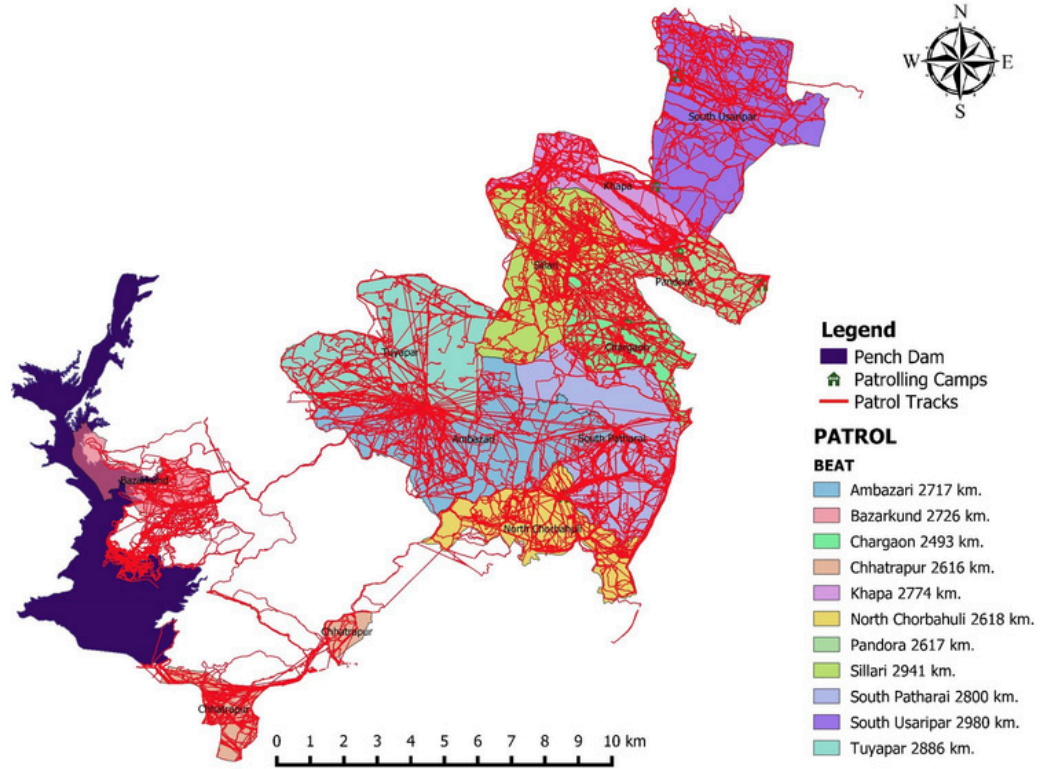 N
W E
S
South Usaripar
Khapa
Sillari
Pandora
Chargaon
Tuyapar
Ambazari
South Patharai
Bazarkund
North Chorbahuli
Chhatrapur
Chhatrapur
Legend
Pench Dam
Patrolling Camps
Patrol Tracks
PATROL
BEAT
Ambazari 2717 km.
Bazarkund 2726 km.
Chargaon 2493 km.
Chhatrapur 2616 km.
Khapa 2774 km.
North Chorbahuli 2618 km.
Pandora 2617 km.
Sillari 2941 km.
South Patharai 2800 km.
South Usaripar 2980 km.
Tuyapar 2886 km.
0 1 2 3 4 5 6 7 8 9 10 km